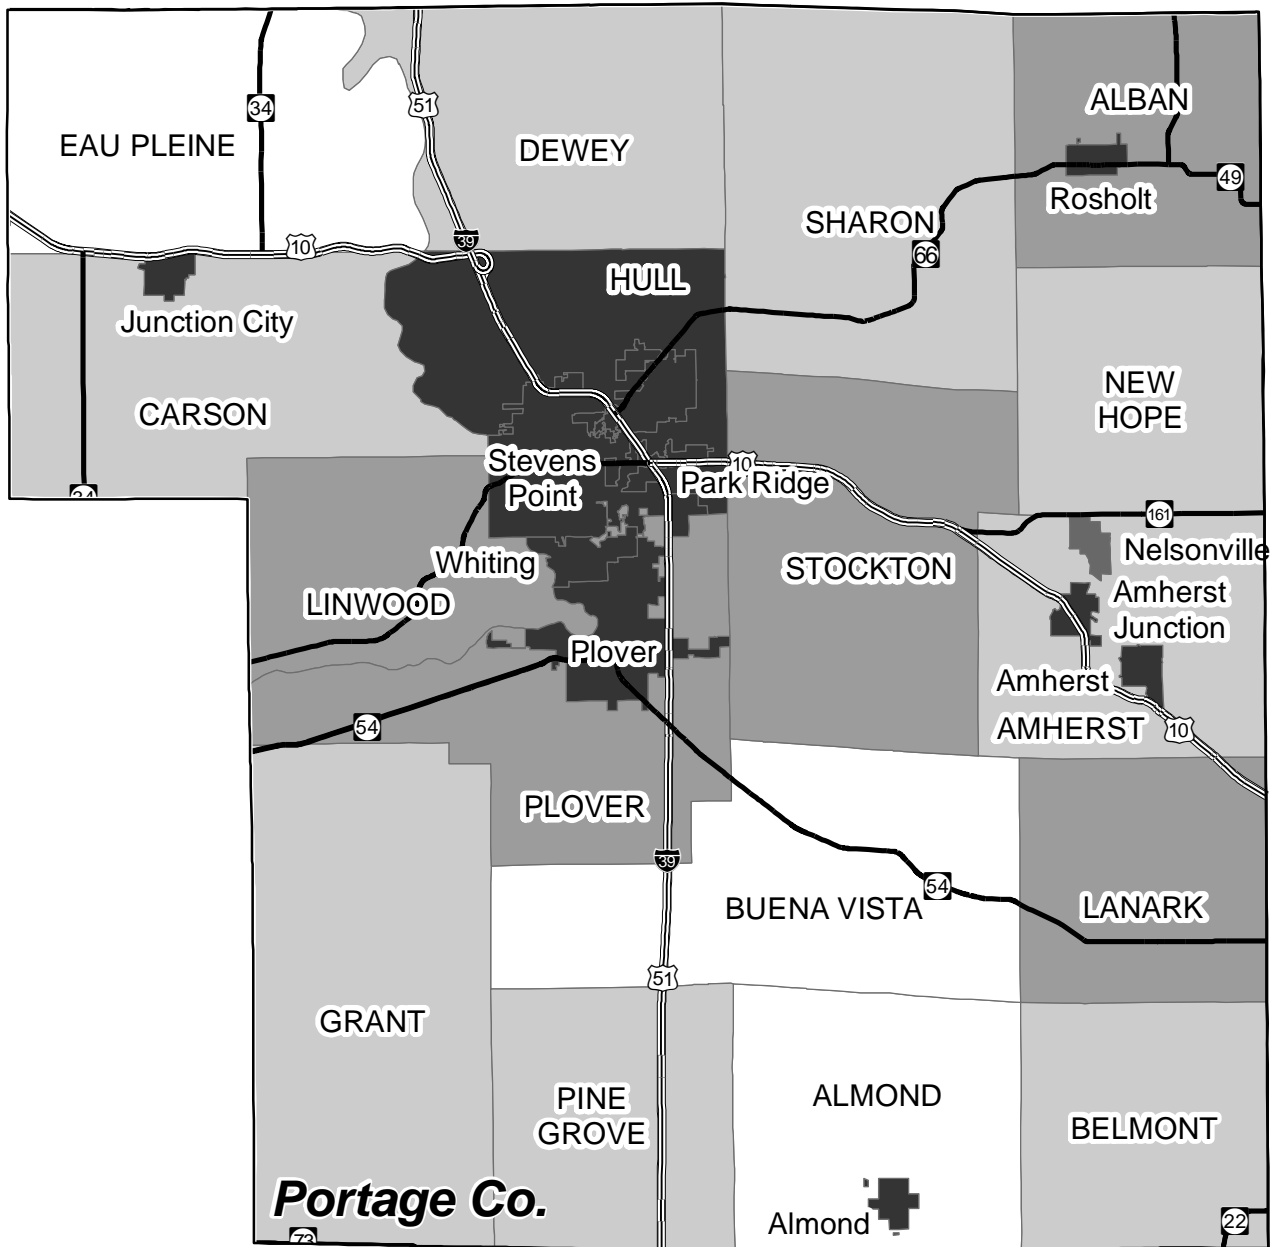 34
51
ALBAN
EAU PLEINE
DEWEY
49
Rosholt
SHARON
10
39
66
HULL
Junction City
NEW
HOPE
CARSON
Stevens
Point
10
Park Ridge
34
161
Nelsonville
Whiting
STOCKTON
LINWOOD
Amherst
Junction
Plover
Amherst
54
AMHERST
10
PLOVER
39
54
BUENA VISTA
LANARK
51
GRANT
PINE
GROVE
ALMOND
BELMONT
Portage Co.
Almond
22
73